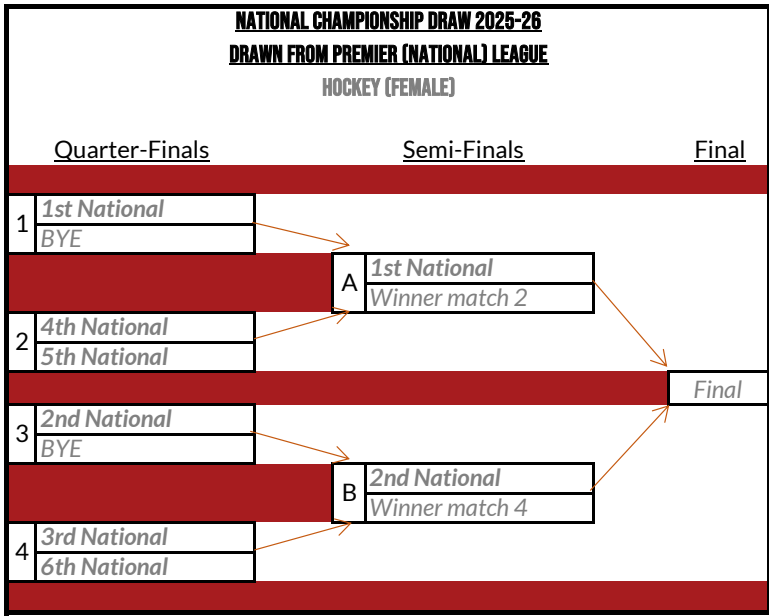 NATIONAL CHAMPIONSHIP DRAW 2025-26
DRAWN FROM PREMIER (NATIONAL) LEAGUE
HOCKEY (FEMALE)
Quarter-Finals Semi-Finals Final
1 1st National
BYE
A 1st National
Winner match 2
2 4th National
5th National
Final
3 2nd National
BYE
B 2nd National
Winner match 4
4 3rd National
6th National